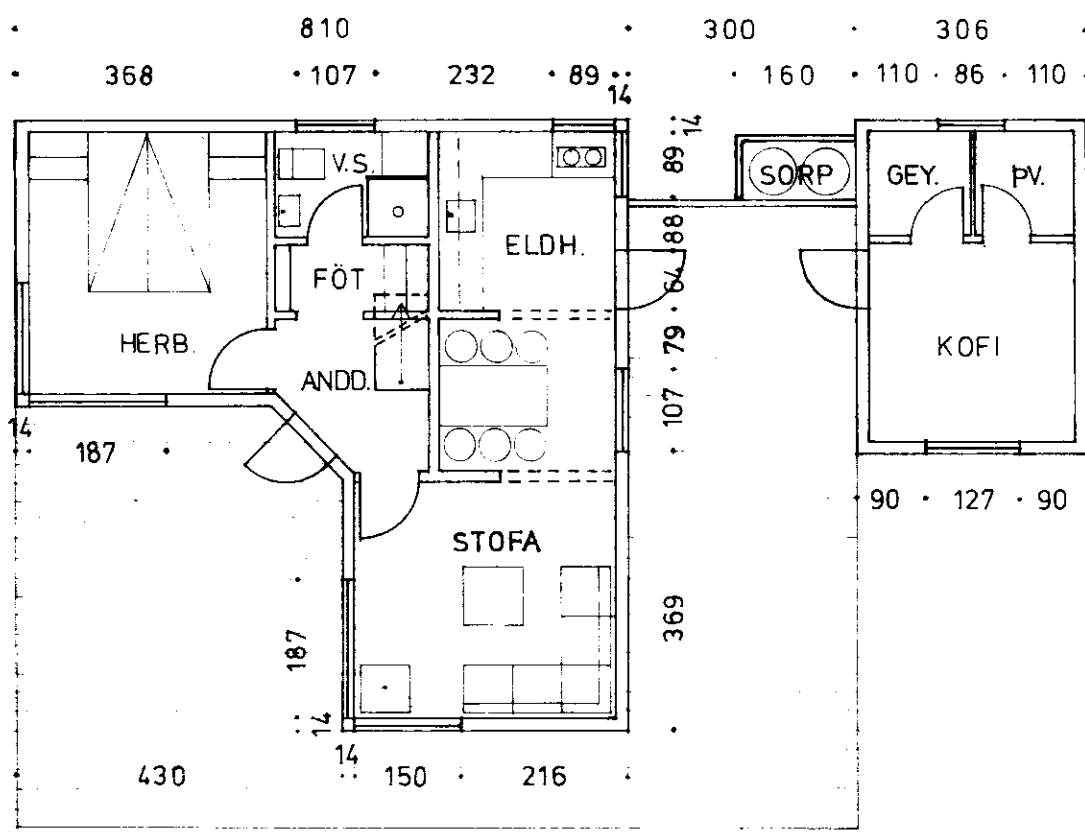 810 300 306
368 107 232 89 160 110 86 110
14
14
V.S. 89 SORP GEY. ÞV.
ELDH. 88
FÖT 64
HERB. 79 KOFI
ANDD. 107
14
187
90 127 90
STOFA
187 369
14
14
430 150 216